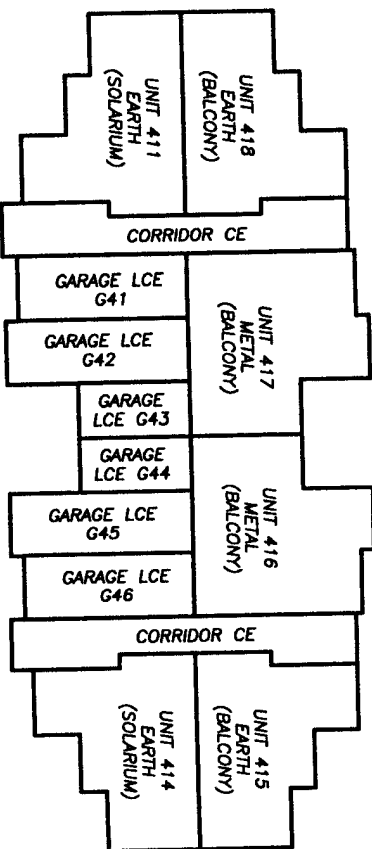 UNIT 411
EARTH
(SOLARIUM)
UNIT 418
EARTH
(BALCONY)
CORRIDOR CE
GARAGE LCE
G41
GARAGE LCE
G42
GARAGE
LCE G43
GARAGE
LCE G44
GARAGE LCE
G45
GARAGE LCE
G46
UNIT 417
METAL
(BALCONY)
UNIT 416
METAL
(BALCONY)
CORRIDOR CE
UNIT 414
EARTH
(SOLARIUM)
UNIT 415
EARTH
(BALCONY)